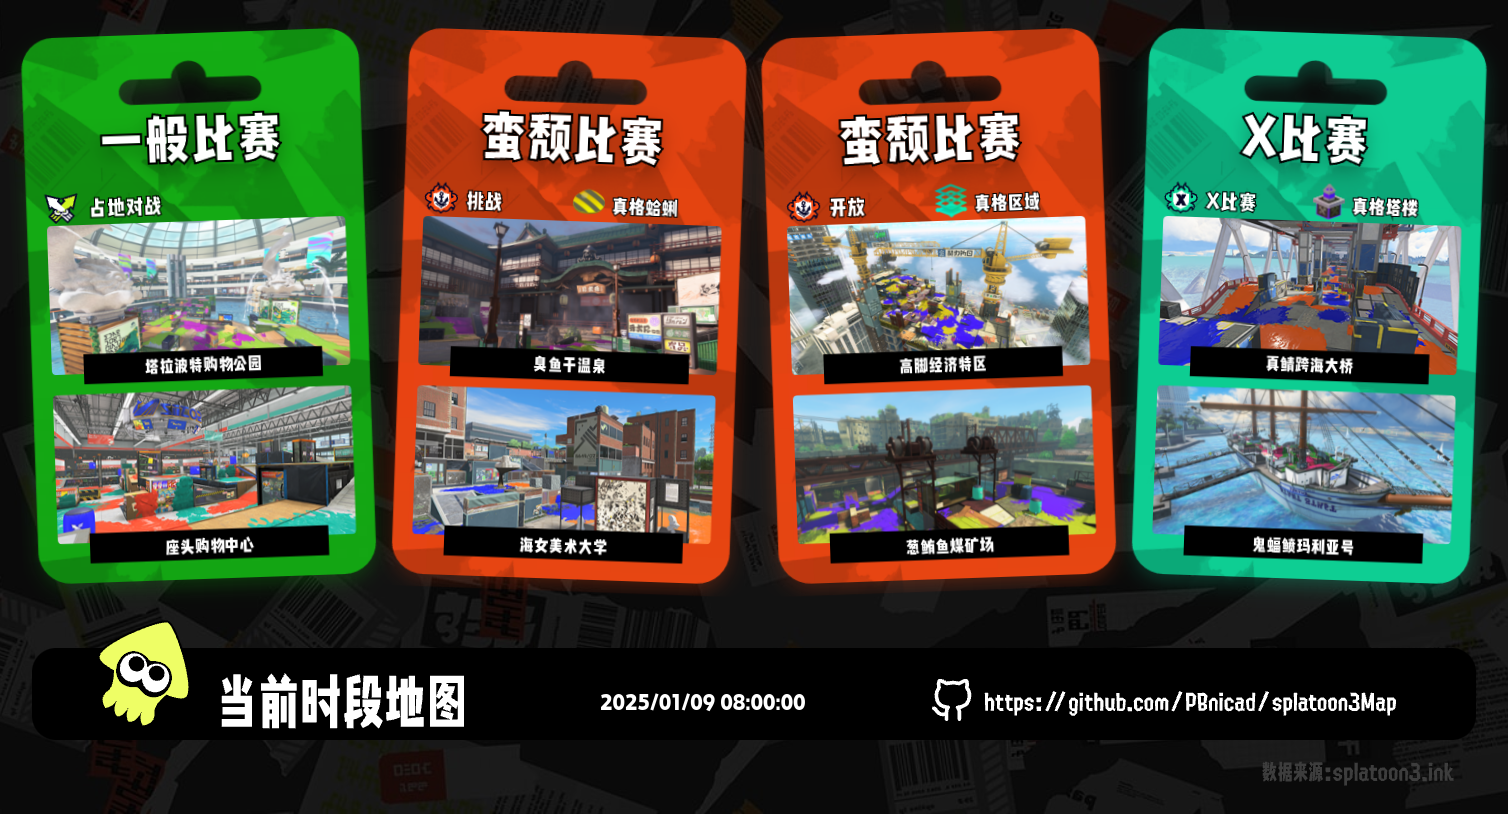 一般比赛
占地对战
塔拉波特购物公园
座头购物中心
蛮颓比赛
挑战
真格蛤蜊
臭鱼干温泉
海女美术大学
蛮颓比赛
开放
真格区域
高脚经济特区
葱鲔鱼煤矿场
X比赛
X比赛
真格塔楼
真鲭跨海大桥
鬼蝠鲼玛利亚号
当前时段地图
2025/01/09 08:00:00
https://github.com/PBnicad/splatoon3Map
数据来源:splatoon3.ink